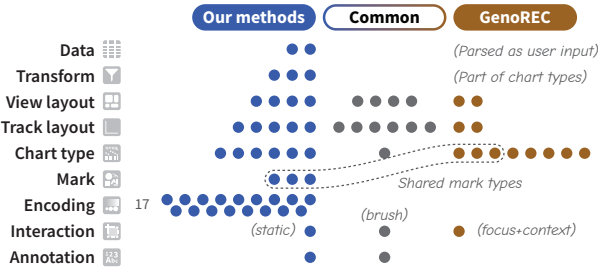 Our methods Common GenoREC
Data (Parsed as user input)
Transform (Part of chart types)
View layout
Track layout
Chart type
Mark Shared mark types
Encoding 17
(brush)
Interaction (static) (focus+context)
Annotation